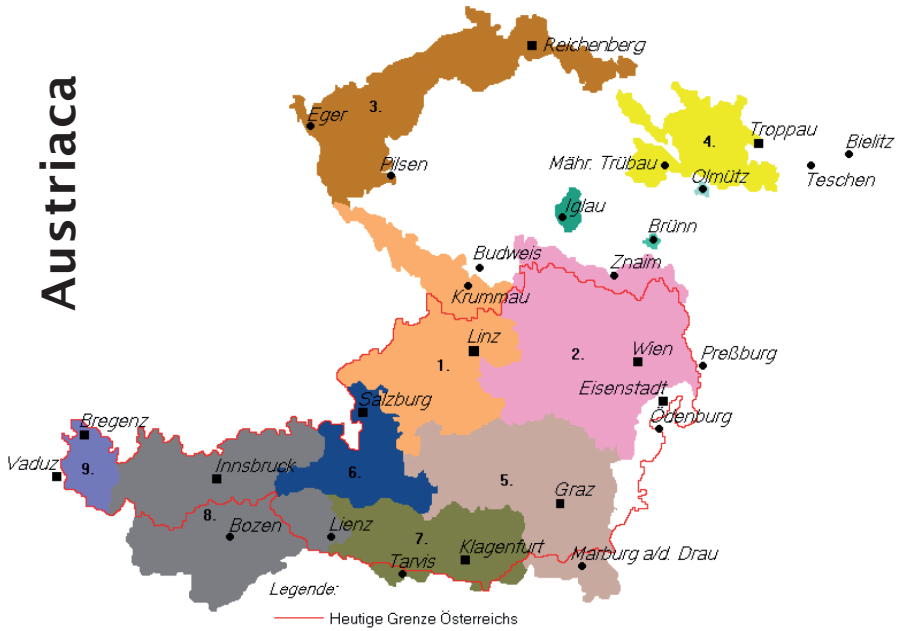 Austriaca
Reichenberg
3.
Eger
Troppau
4.
Bielitz
Pilsen
Mähr. Trübau
Olmütz
Teschen
Iglau
Brünn
Budweis
Znaim
Krummau
Linz
1.
2.
Wien
Preßburg
Eisenstadt
Salzburg
Ödenburg
Bregenz
Vaduz
9.
Innsbruck
6.
5.
Graz
8.
Bozen
Lienz
7.
Klagenfurt
Tarvis
Marburg a/d. Drau
Legende:
Heutige Grenze Österreichs